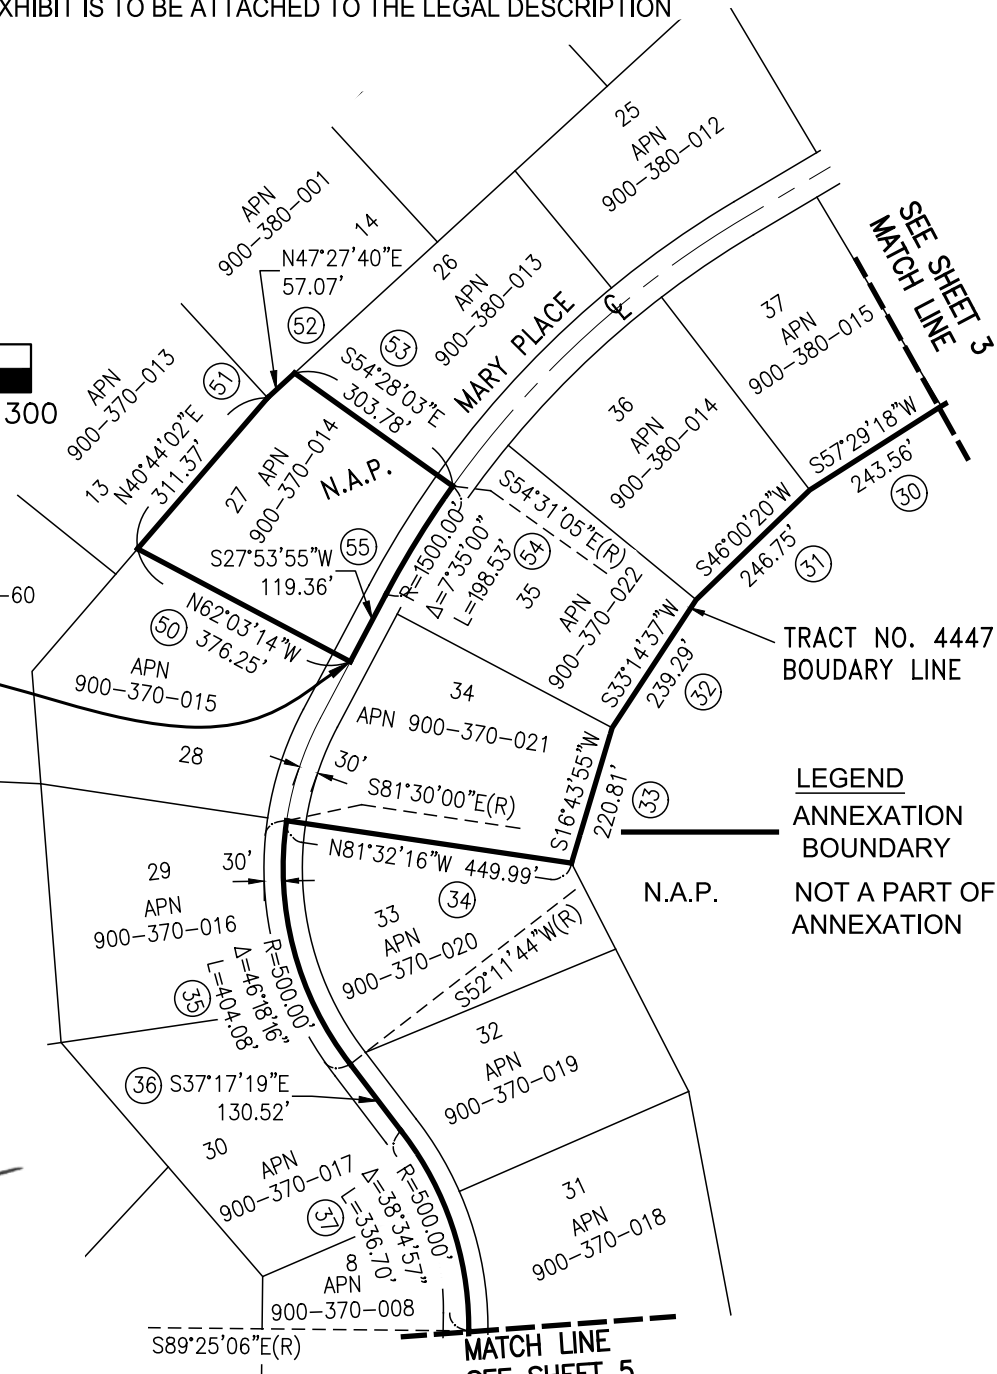 XHIBIT IS TO BE ATTACHED TO THE LEGAL DESCRIPTION
25
APN
900-380-012
APN
900-380-001
14
N47°27'40"E
57.07'
52
26
APN
900-380-013
53
S54°28'03"E
303.78'
MARY PLACE
℄
SEE SHEET 3
MATCH LINE
37
APN
900-380-015
300
APN
900-370-013
13
51
N40°44'02"E
311.37'
27 APN
900-370-014
N.A.P.
36
APN
900-380-014
S57°29'18"W
243.56'
30
S54°31'05"E(R)
S46°00'20"W
246.75'
31
S27°53'55"W
119.36'
55
R=1500.00'
Δ=7°35'00"
L=198.53'
54
35
APN
900-370-022
-60
N62°03'14"W
376.25'
50
APN
900-370-015
28
S33°14'37"W
239.29'
32
TRACT NO. 4447
BOUDARY LINE
34
APN 900-370-021
30'
S81°30'00"E(R)
S16°43'55"W
220.81'
33
LEGEND
ANNEXATION
BOUNDARY
N.A.P.
NOT A PART OF
ANNEXATION
N81°32'16"W 449.99'
34
29
APN
900-370-016
30'
33
APN
900-370-020
S52°11'44"W(R)
R=500.00'
Δ=46°18'16"
L=404.08'
35
32
APN
900-370-019
36
S37°17'19"E
130.52'
30
APN
900-370-017
37
R=500.00'
Δ=38°34'57"
L=336.70'
31
APN
900-370-018
8
APN
900-370-008
S89°25'06"E(R)
MATCH LINE
SEE SHEET 5